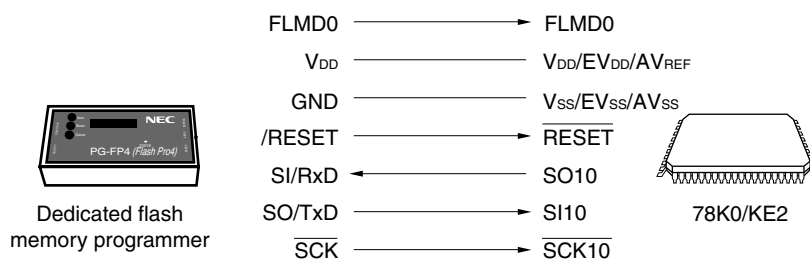 FLMD0 FLMD0
VDD VDD/EVDD/AVREF
GND VSS/EVSS/AVSS
/RESET RESET
SI/RxD SO10
SO/TxD SI10
SCK SCK10
NEC
PG-FP4 (Flash Pro4)
Dedicated flash
memory programmer
78K0/KE2